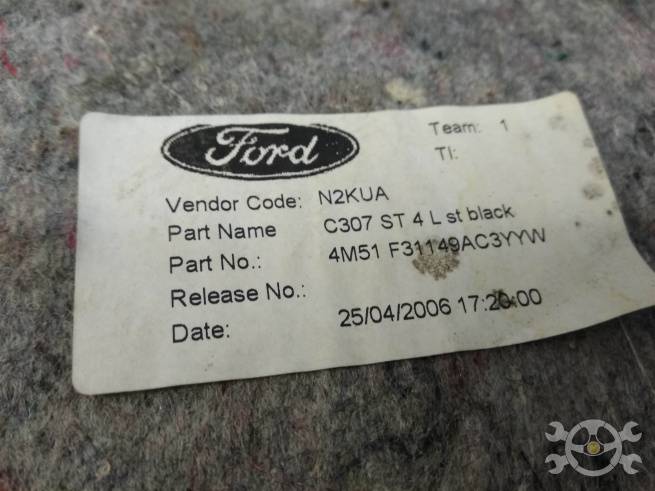 Ford
Team: 1
TI:
Vendor Code: N2KUA
Part Name C307 ST 4 L st black
Part No.: 4M51 F31149AC3YYW
Release No.:
Date: 25/04/2006 17:20:00